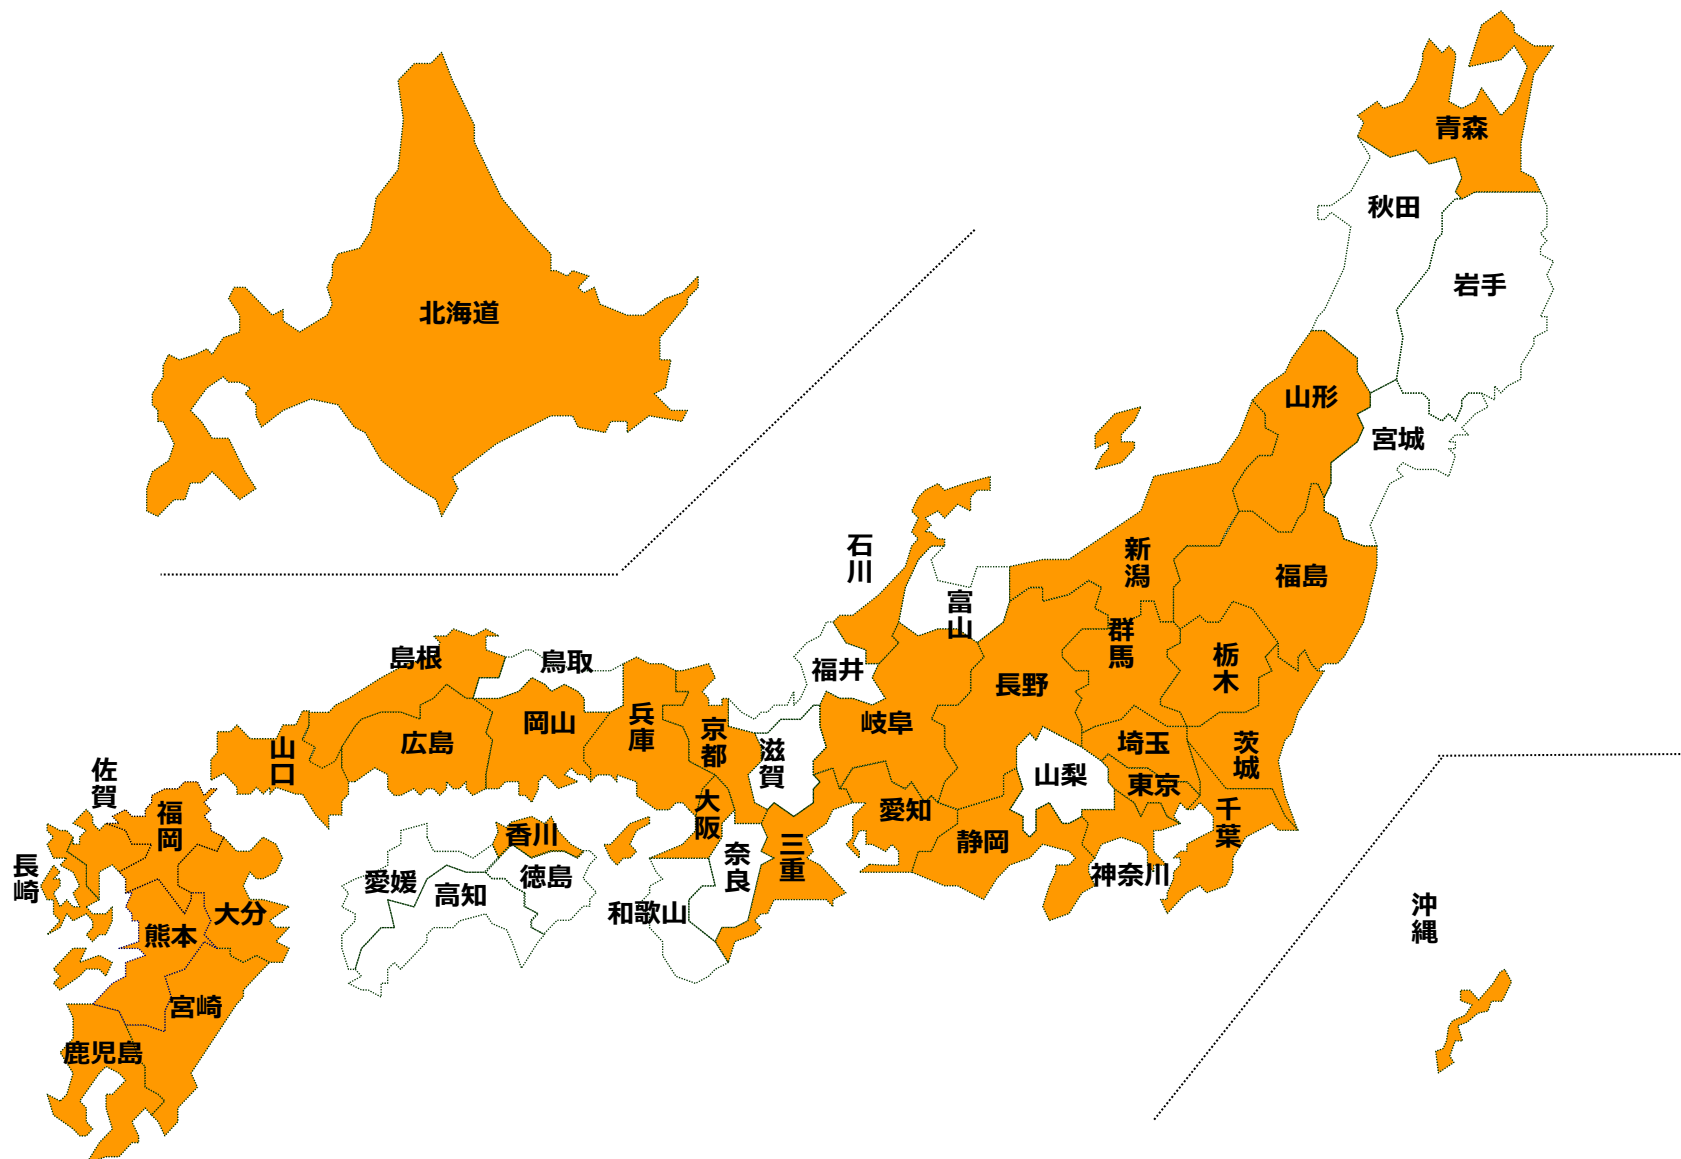 青森
秋田
岩手
北海道
山形
宮城
石川
新潟
福島
富山
群馬
島根
鳥取
福井
栃木
長野
岡山
兵庫
京都
岐阜
広島
山口
滋賀
埼玉
茨城
山梨
佐賀
東京
福岡
大阪
愛知
千葉
香川
静岡
三重
奈良
長崎
愛媛
徳島
高知
神奈川
和歌山
大分
沖縄
熊本
宮崎
鹿児島